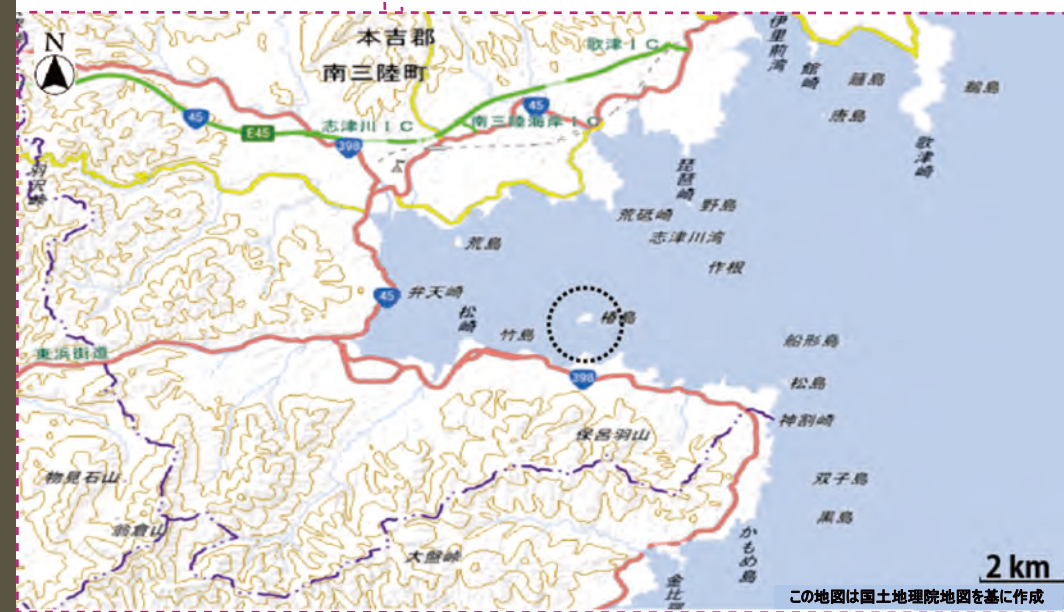 N
本吉郡
南三陸町
歌津IC
伊里前湾
館崎
唐島
歌津崎
45
E45
志津川IC
398
45
南三陸海岸IC
琵琶崎
荒砥崎
野島
志津川湾
作根
荒島
45
弁天崎
松崎
竹島
椿島
船形島
東浜街道
398
松島
神割崎
保呂羽山
物見石山
翁倉山
双子島
黒島
大盤峠
かもめ島
2 km
この地図は国土地理院地図を基に作成